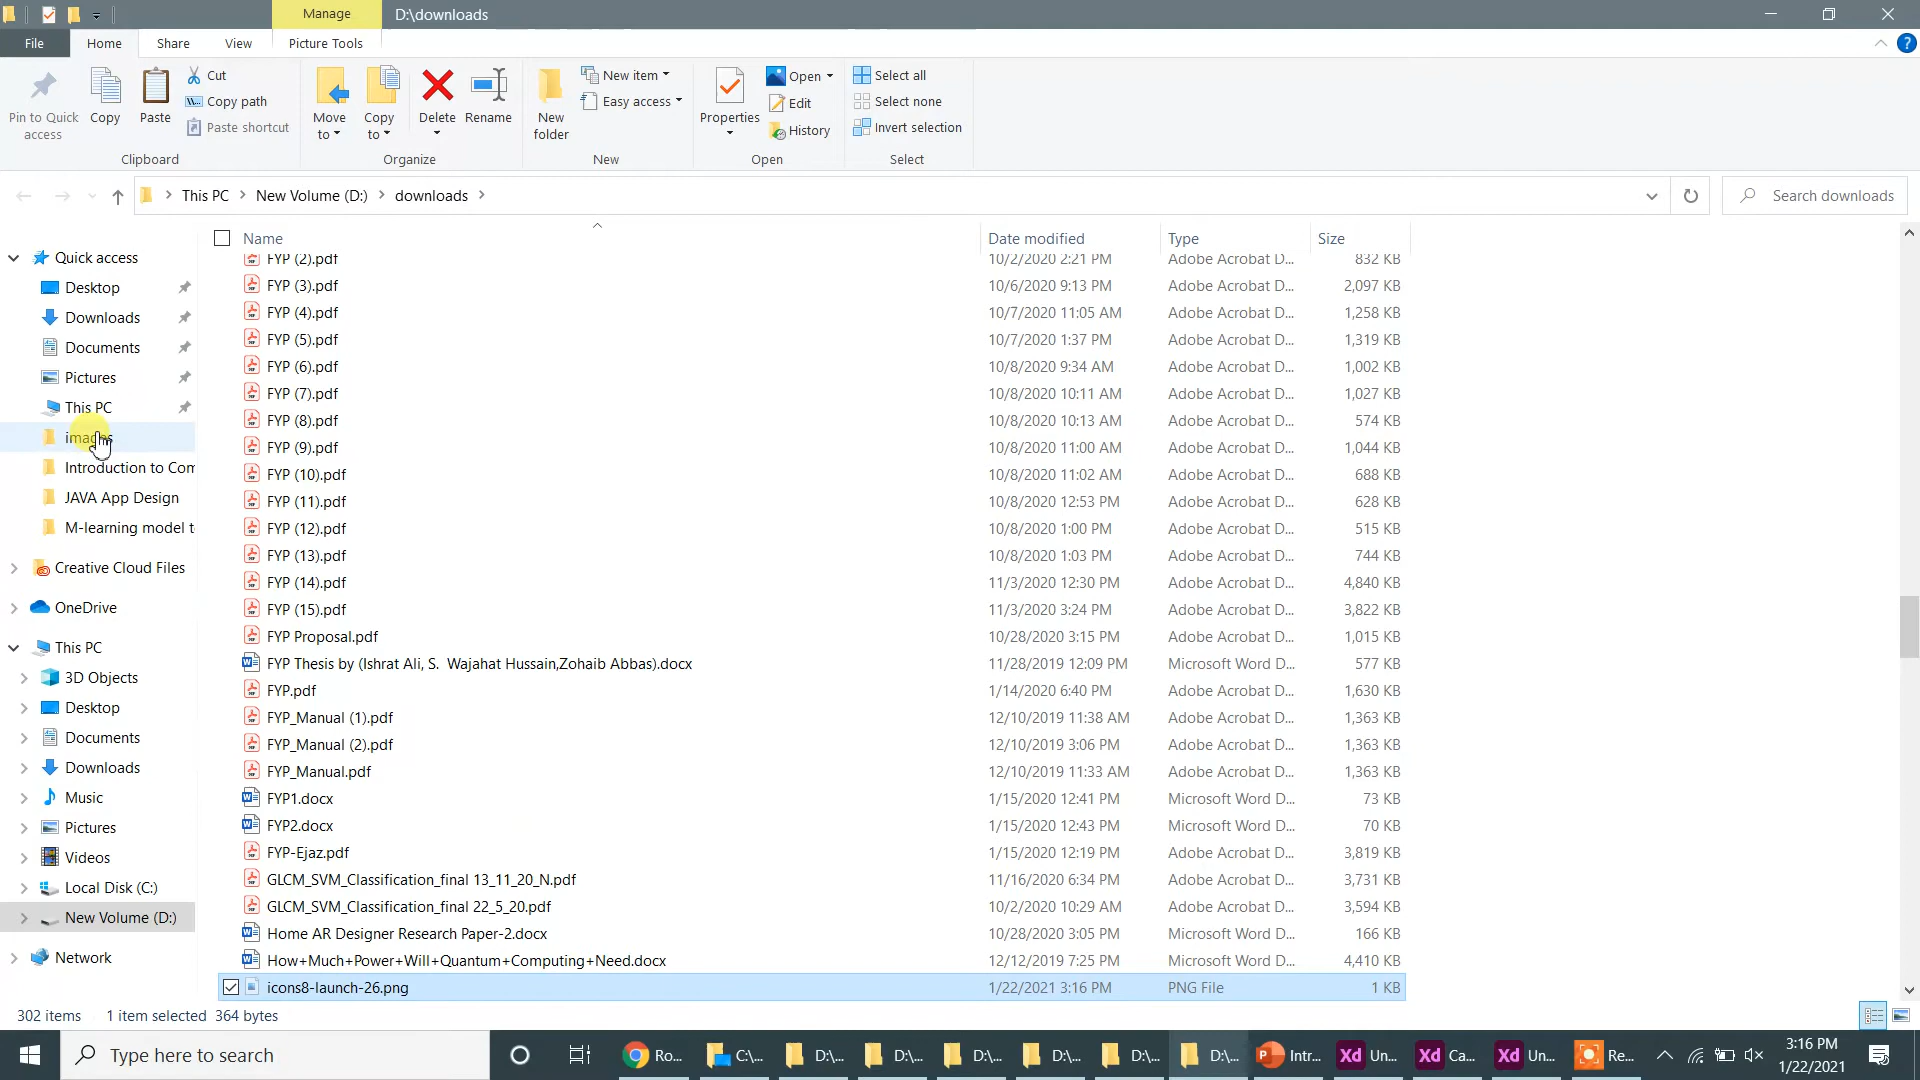 Manage
D:\downloads
File
Home
Share
View
Picture Tools
?
Pin to Quick
access
Copy
Paste
Cut
Copy path
Paste shortcut
Clipboard
Move
to
Copy
to
Delete
Rename
Organize
New
folder
New item
Easy access
New
Properties
Open
Edit
History
Open
Select all
Select none
Invert selection
Select
This PC
New Volume (D:)
downloads
Search downloads
Quick access
Desktop
Downloads
Documents
Pictures
This PC
images
Introduction to Com
JAVA App Design
M-learning model t
Creative Cloud Files
OneDrive
This PC
3D Objects
Desktop
Documents
Downloads
Music
Pictures
Videos
Local Disk (C:)
New Volume (D:)
Network
Name Date modified Type Size
FYP (2).pdf 10/2/2020 2:21 PM Adobe Acrobat D... 832 KB
FYP (3).pdf 10/6/2020 9:13 PM Adobe Acrobat D... 2,097 KB
FYP (4).pdf 10/7/2020 11:05 AM Adobe Acrobat D... 1,258 KB
FYP (5).pdf 10/7/2020 1:37 PM Adobe Acrobat D... 1,319 KB
FYP (6).pdf 10/8/2020 9:34 AM Adobe Acrobat D... 1,002 KB
FYP (7).pdf 10/8/2020 10:11 AM Adobe Acrobat D... 1,027 KB
FYP (8).pdf 10/8/2020 10:13 AM Adobe Acrobat D... 574 KB
FYP (9).pdf 10/8/2020 11:00 AM Adobe Acrobat D... 1,044 KB
FYP (10).pdf 10/8/2020 11:02 AM Adobe Acrobat D... 688 KB
FYP (11).pdf 10/8/2020 12:53 PM Adobe Acrobat D... 628 KB
FYP (12).pdf 10/8/2020 1:00 PM Adobe Acrobat D... 515 KB
FYP (13).pdf 10/8/2020 1:03 PM Adobe Acrobat D... 744 KB
FYP (14).pdf 11/3/2020 12:30 PM Adobe Acrobat D... 4,840 KB
FYP (15).pdf 11/3/2020 3:24 PM Adobe Acrobat D... 3,822 KB
FYP Proposal.pdf 10/28/2020 3:15 PM Adobe Acrobat D... 1,015 KB
FYP Thesis by (Ishrat Ali, S. Wajahat Hussain,Zohaib Abbas).docx 11/28/2019 12:09 PM Microsoft Word D... 577 KB
FYP.pdf 1/14/2020 6:40 PM Adobe Acrobat D... 1,630 KB
FYP_Manual (1).pdf 12/10/2019 11:38 AM Adobe Acrobat D... 1,363 KB
FYP_Manual (2).pdf 12/10/2019 3:06 PM Adobe Acrobat D... 1,363 KB
FYP_Manual.pdf 12/10/2019 11:33 AM Adobe Acrobat D... 1,363 KB
FYP1.docx 1/15/2020 12:41 PM Microsoft Word D... 73 KB
FYP2.docx 1/15/2020 12:43 PM Microsoft Word D... 70 KB
FYP-Ejaz.pdf 1/15/2020 12:19 PM Adobe Acrobat D... 3,819 KB
GLCM_SVM_Classification_final 13_11_20_N.pdf 11/16/2020 6:34 PM Adobe Acrobat D... 3,731 KB
GLCM_SVM_Classification_final 22_5_20.pdf 10/2/2020 10:29 AM Adobe Acrobat D... 3,594 KB
Home AR Designer Research Paper-2.docx 10/28/2020 3:05 PM Microsoft Word D... 166 KB
How+Much+Power+Will+Quantum+Computing+Need.docx 12/12/2019 7:25 PM Microsoft Word D... 4,410 KB
icons8-launch-26.png 1/22/2021 3:16 PM PNG File 1 KB
302 items 1 item selected 364 bytes
Type here to search
Ro...
C:\...
D:\...
D:\...
D:\...
D:\...
D:\...
D:\...
P Intr...
Xd Un...
Xd Ca...
Xd Un...
Re...
3:16 PM
1/22/2021